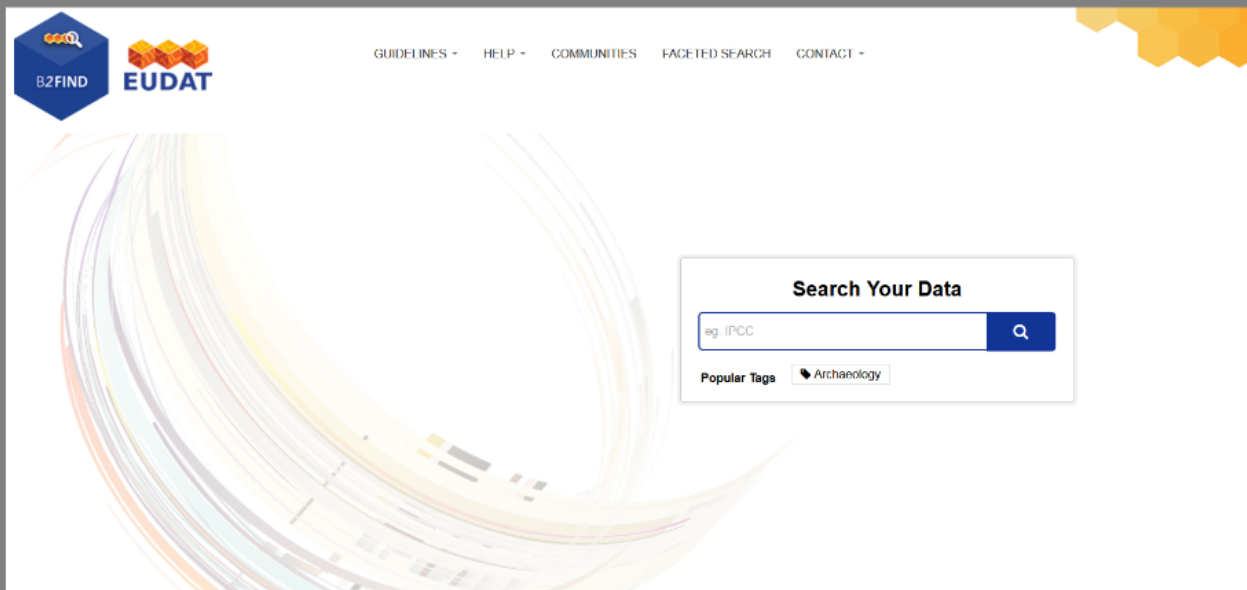 B2FIND
EUDAT
GUIDELINES HELP COMMUNITIES FACETED SEARCH CONTACT
Search Your Data
eg. IPCC
Popular Tags Archaeology